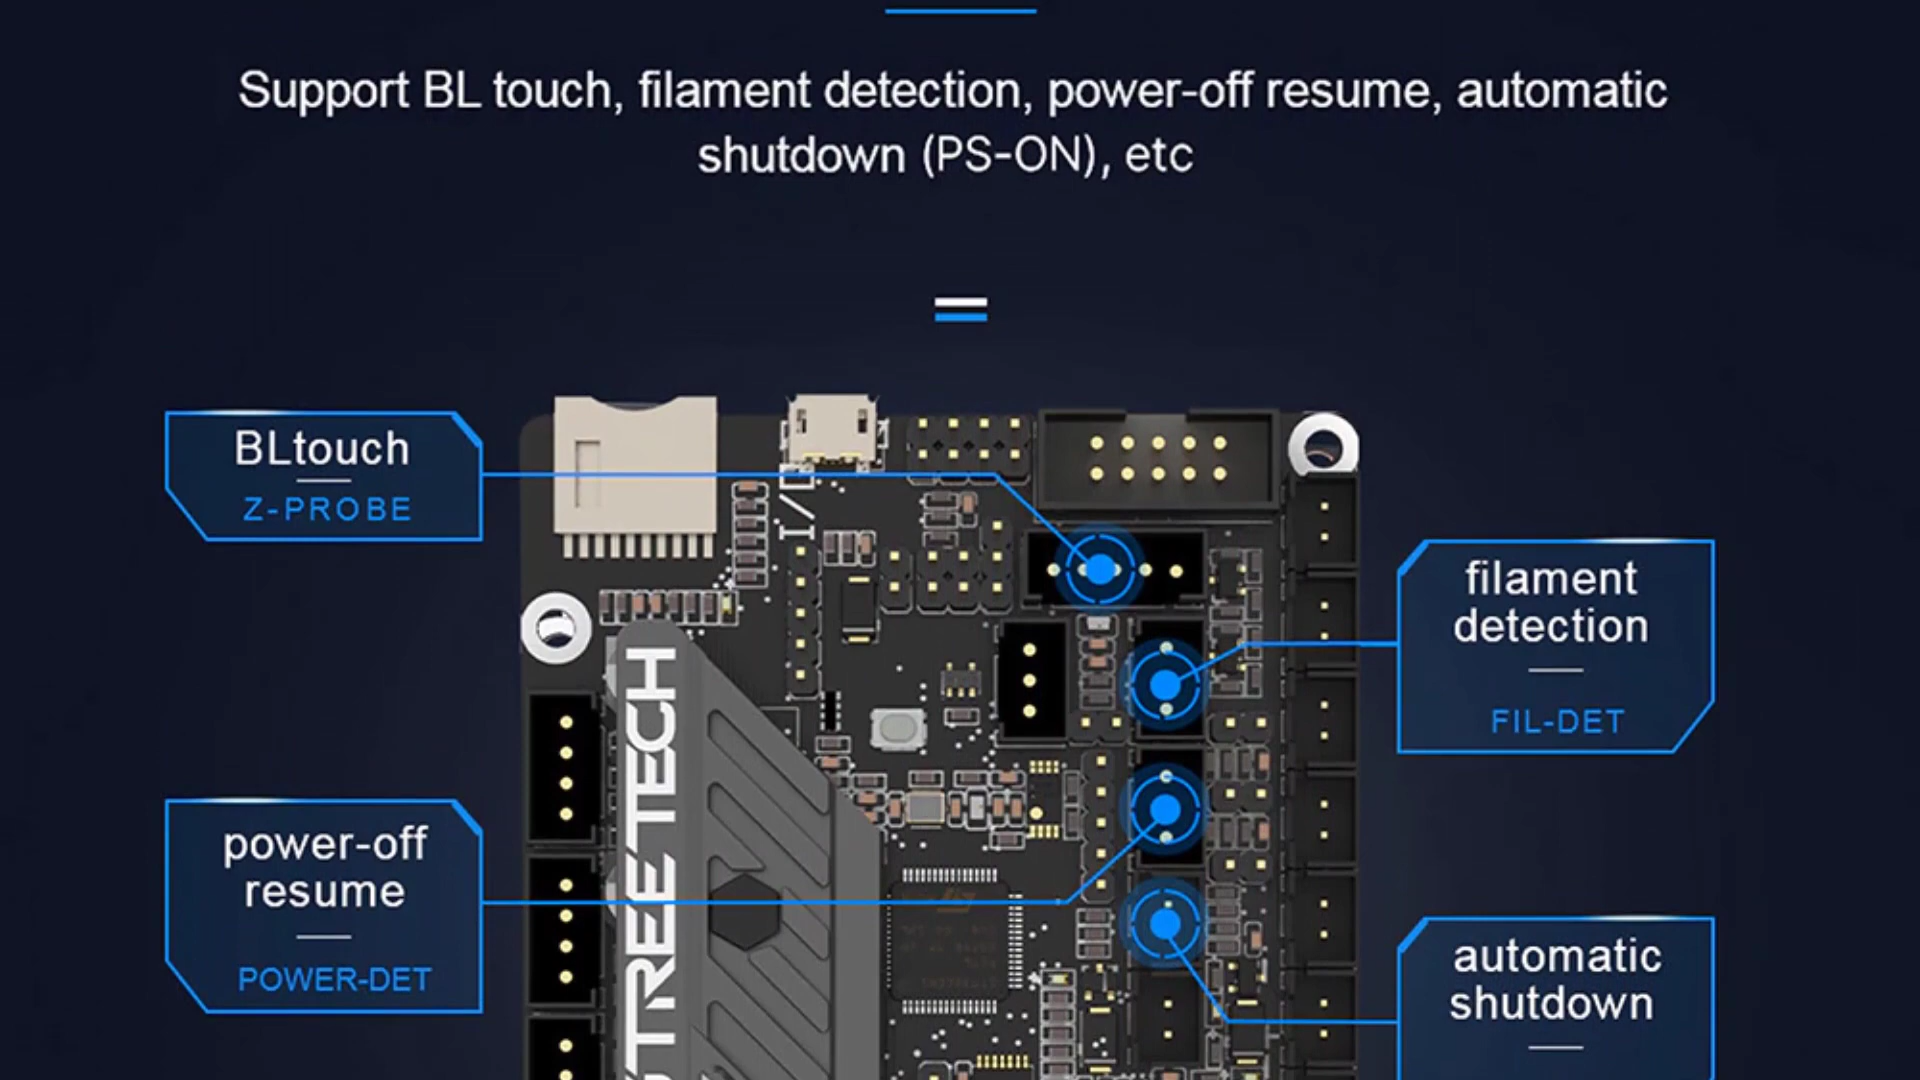 Support BL touch, filament detection, power-off resume, automatic
shutdown (PS-ON), etc
BLtouch
Z-PROBE
I/O
filament
detection
FIL-DET
power-off
resume
POWER-DET
TREE TECH
automatic
shutdown